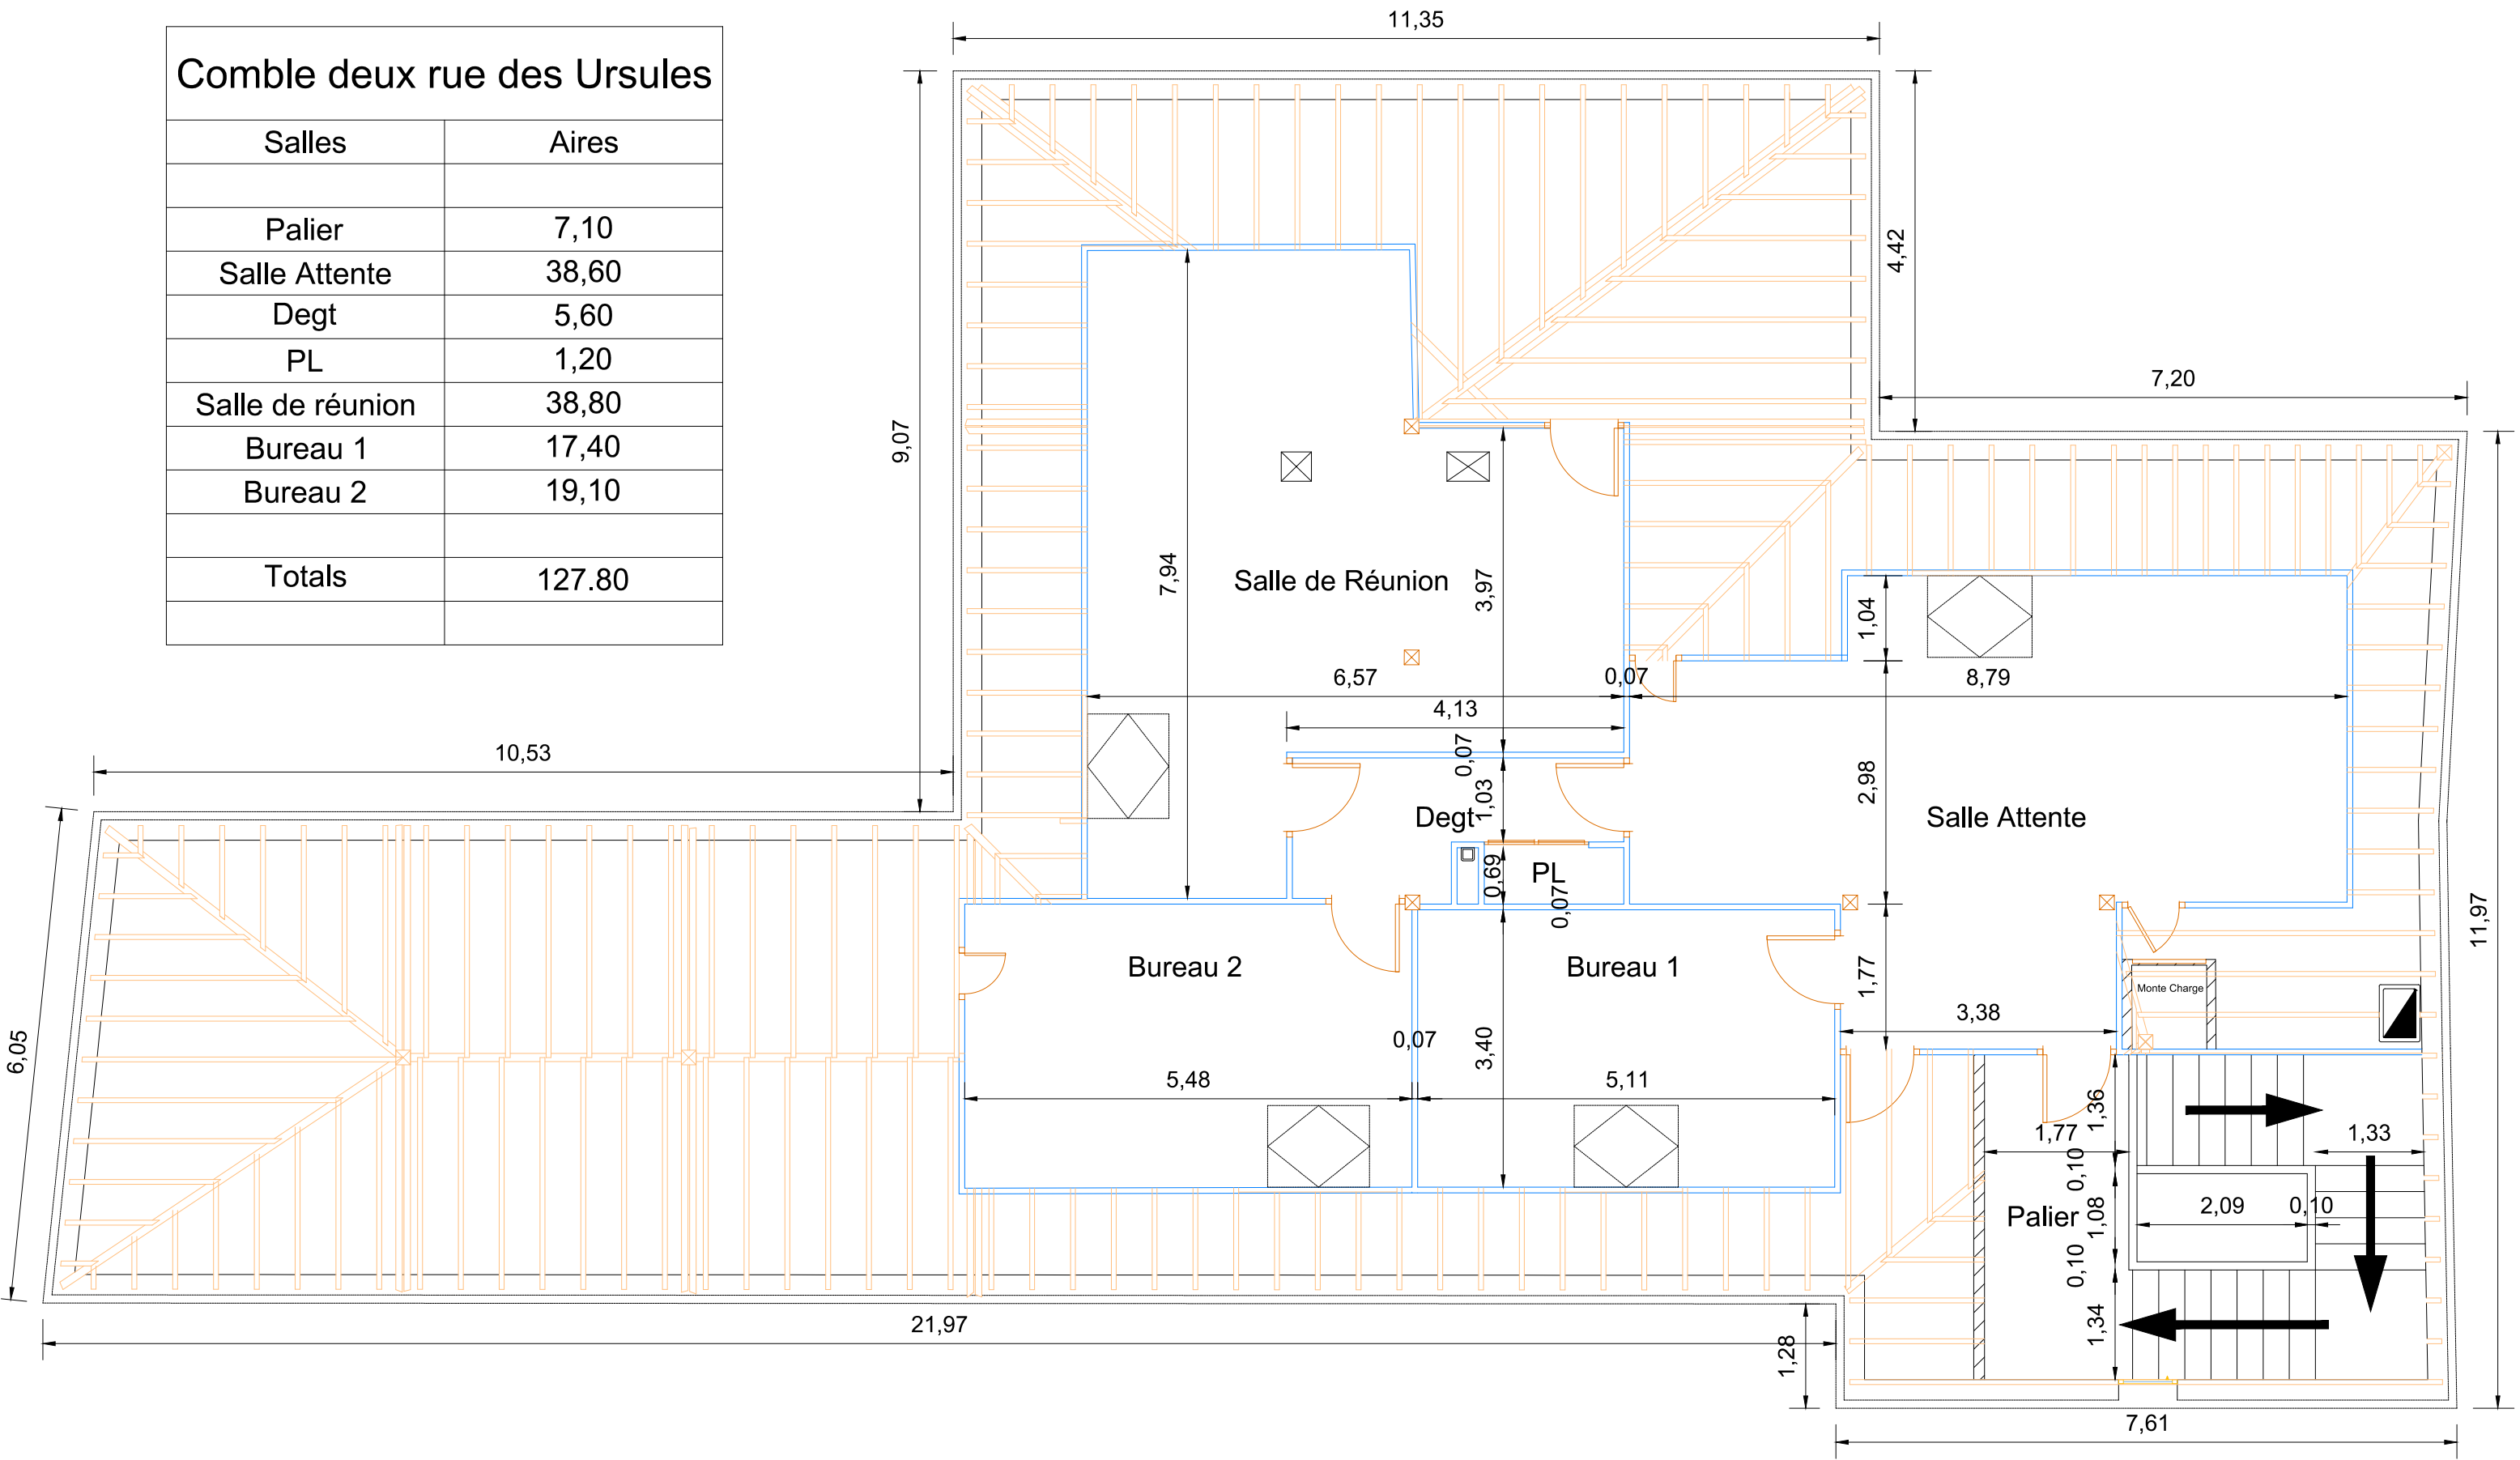 Comble deux rue des Ursules
Salles Aires
Palier 7,10
Salle Attente 38,60
Degt 5,60
PL 1,20
Salle de réunion 38,80
Bureau 1 17,40
Bureau 2 19,10
Totals 127.80
11,35
4,42
7,20
9,07
7,94
Salle de Réunion
3,97
1,04
6,57
0,07
8,79
4,13
10,53
0,07
1,03
2,98
Degt
Salle Attente
0,69
PL
0,07
11,97
Bureau 2
Bureau 1
1,77
Monte Charge
3,38
6,05
0,07
3,40
5,48
5,11
1,36
1,77
1,33
0,10
Palier
1,08
2,09
0,10
0,10
1,34
21,97
1,28
7,61